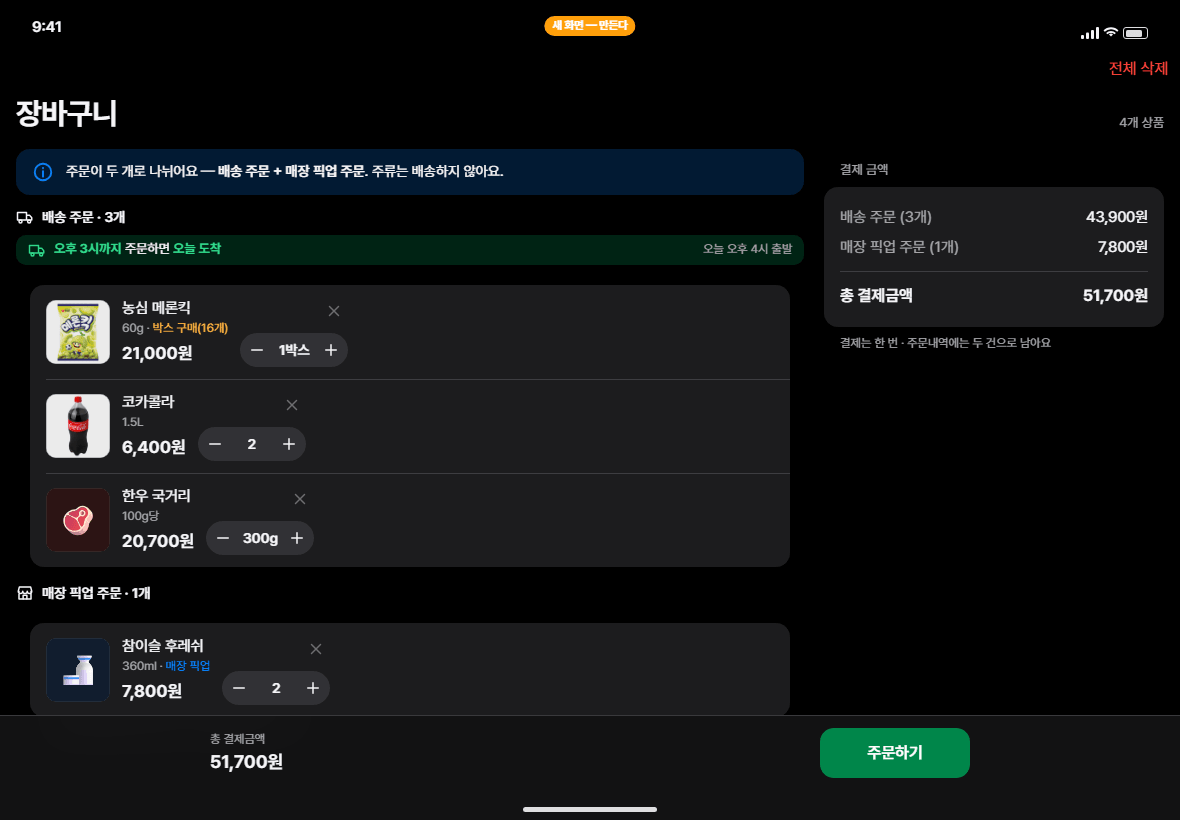 9:41
새 화면 — 만든다
전체 삭제
장바구니
4개 상품
주문이 두 개로 나뉘어요 — 배송 주문 + 매장 픽업 주문. 주류는 배송하지 않아요.
배송 주문 · 3개
오후 3시까지 주문하면 오늘 도착
오늘 오후 4시 출발
농심 메론킥
60g · 박스 구매(16개)
21,000원
1박스
코카콜라
1.5L
6,400원
2
한우 국거리
100g당
20,700원
300g
매장 픽업 주문 · 1개
참이슬 후레쉬
360ml · 매장 픽업
7,800원
2
결제 금액
배송 주문 (3개) 43,900원
매장 픽업 주문 (1개) 7,800원
총 결제금액 51,700원
결제는 한 번 · 주문내역에는 두 건으로 남아요
총 결제금액
51,700원
주문하기